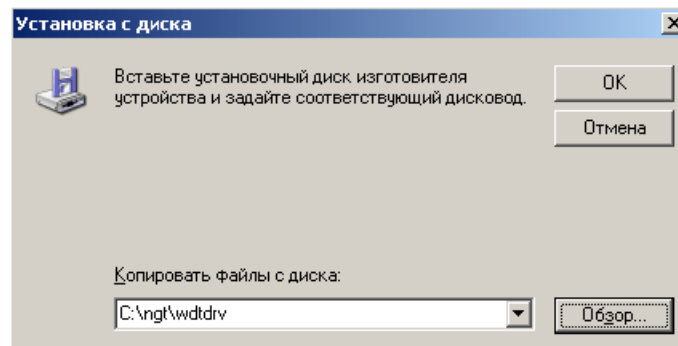 Установка с диска
Вставьте установочный диск изготовителя
устройства и задайте соответствующий дисковод.
OK
Отмена
Копировать файлы с диска:
C:\ngt\wdtdrv
Обзор...